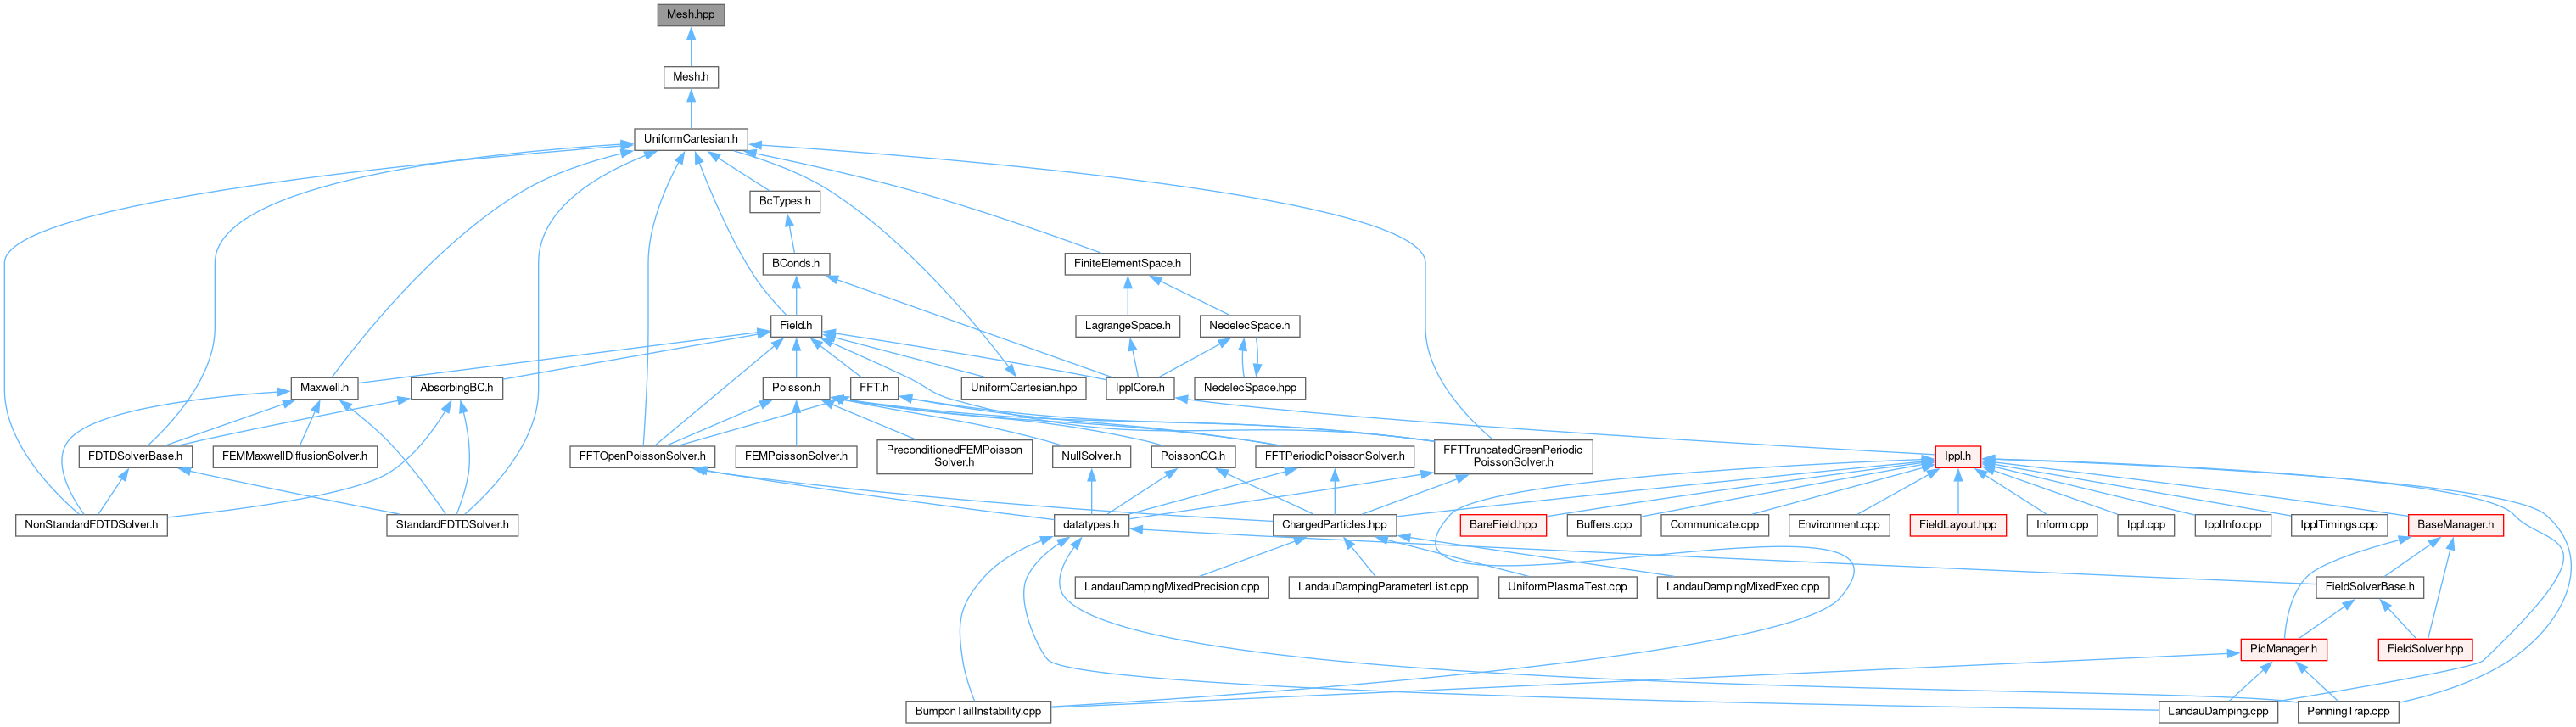 Mesh.hpp
Mesh.h
UniformCartesian.h
BcTypes.h
BConds.h
FiniteElementSpace.h
Field.h
LagrangeSpace.h
NedelecSpace.h
Maxwell.h
AbsorbingBC.h
Poisson.h
FFT.h
UniformCartesian.hpp
IpplCore.h
NedelecSpace.hpp
FDTDSolverBase.h
FEMMaxwellDiffusionSolver.h
FFTOpenPoissonSolver.h
FEMPoissonSolver.h
PreconditionedFEMPoisson
Solver.h
NullSolver.h
PoissonCG.h
FFTPeriodicPoissonSolver.h
FFTTruncatedGreenPeriodic
PoissonSolver.h
Ippl.h
NonStandardFDTDSolver.h
StandardFDTDSolver.h
datatypes.h
ChargedParticles.hpp
BareField.hpp
Buffers.cpp
Communicate.cpp
Environment.cpp
FieldLayout.hpp
Inform.cpp
Ippl.cpp
IpplInfo.cpp
IpplTimings.cpp
BaseManager.h
LandauDampingMixedPrecision.cpp
LandauDampingParameterList.cpp
UniformPlasmaTest.cpp
LandauDampingMixedExec.cpp
FieldSolverBase.h
PicManager.h
FieldSolver.hpp
BumponTailInstability.cpp
LandauDamping.cpp
PenningTrap.cpp